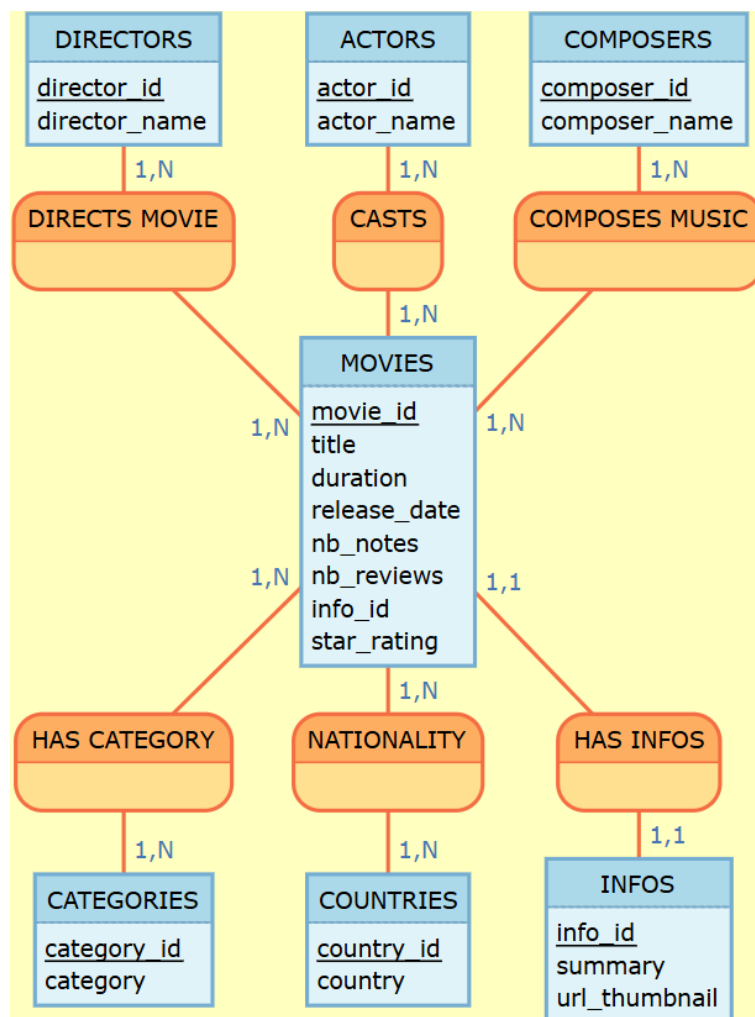 DIRECTORS
director_id
director_name
ACTORS
actor_id
actor_name
COMPOSERS
composer_id
composer_name
1,N
1,N
1,N
DIRECTS MOVIE
CASTS
COMPOSES MUSIC
1,N
MOVIES
movie_id
title
duration
release_date
nb_notes
nb_reviews
info_id
star_rating
1,N
1,N
1,N
1,1
1,N
HAS CATEGORY
NATIONALITY
HAS INFOS
1,N
1,N
1,1
CATEGORIES
category_id
category
COUNTRIES
country_id
country
INFOS
info_id
summary
url_thumbnail